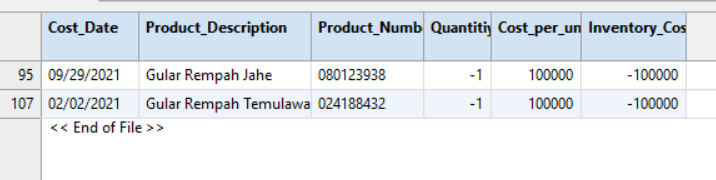 Cost_Date Product_Description Product_Numb Quantitiy Cost_per_un Inventory_Cos
95 09/29/2021 Gular Rempah Jahe 080123938 -1 100000 -100000
107 02/02/2021 Gular Rempah Temulawa 024188432 -1 100000 -100000
<< End of File >>